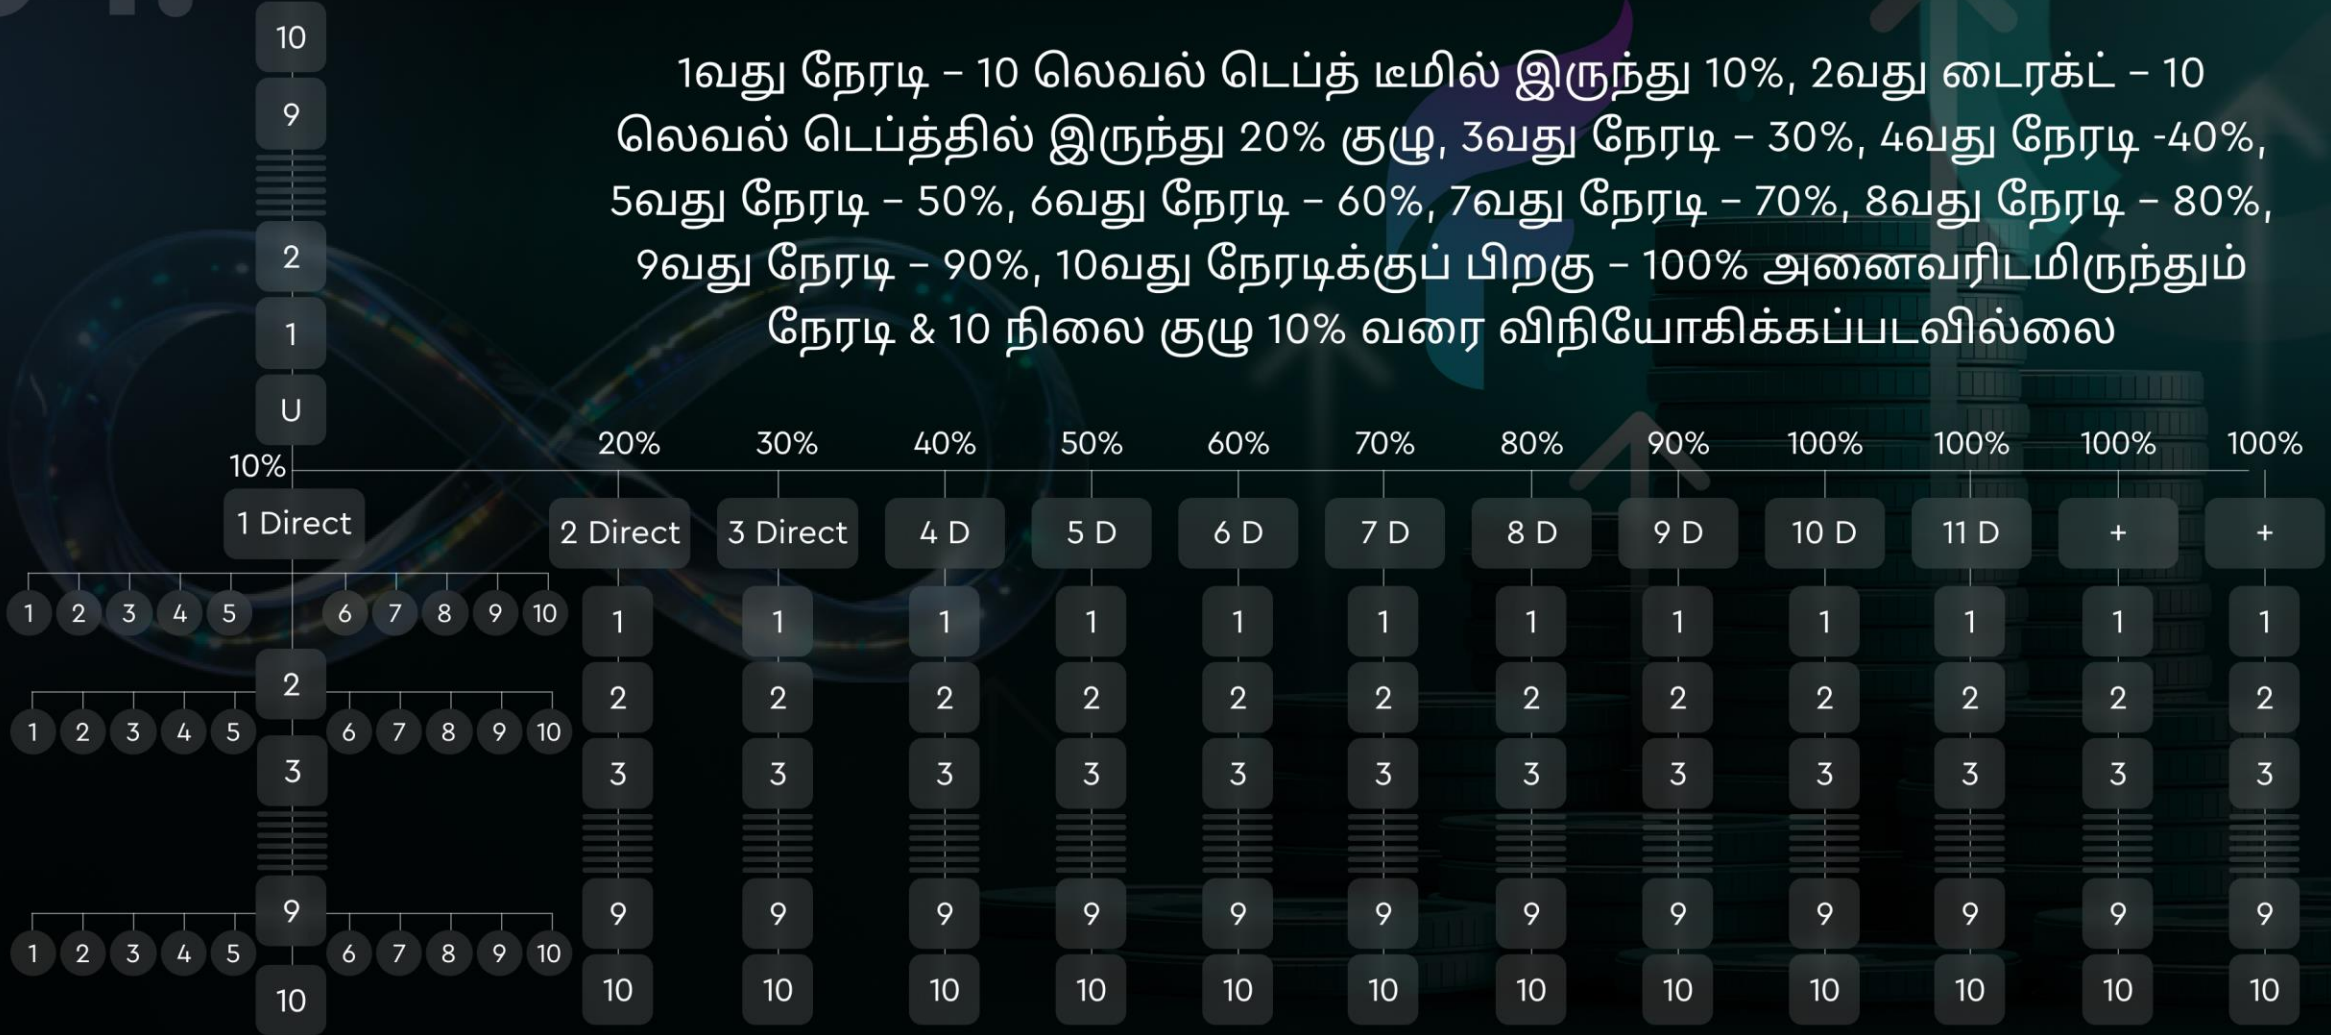 10
9
2
1
U
1வது நேரடி – 10 லெவல் டெப்த் டீமில் இருந்து 10%, 2வது டைரக்ட் – 10
லெவல் டெப்த்தில் இருந்து 20% குழு, 3வது நேரடி – 30%, 4வது நேரடி -40%,
5வது நேரடி – 50%, 6வது நேரடி – 60%, 7வது நேரடி – 70%, 8வது நேரடி – 80%,
9வது நேரடி – 90%, 10வது நேரடிக்குப் பிறகு – 100% அனைவரிடமிருந்தும்
நேரடி & 10 நிலை குழு 10% வரை விநியோகிக்கப்படவில்லை
10% 20% 30% 40% 50% 60% 70% 80% 90% 100% 100% 100% 100%
1 Direct 2 Direct 3 Direct 4 D 5 D 6 D 7 D 8 D 9 D 10 D 11 D + +
1 2 3 4 5 6 7 8 9 10 1 1 1 1 1 1 1 1 1 1 1 1
2 2 2 2 2 2 2 2 2 2 2 2 2
1 2 3 4 5 6 7 8 9 10
3 3 3 3 3 3 3 3 3 3 3 3 3
9 9 9 9 9 9 9 9 9 9 9 9 9
1 2 3 4 5 6 7 8 9 10
10 10 10 10 10 10 10 10 10 10 10 10 10